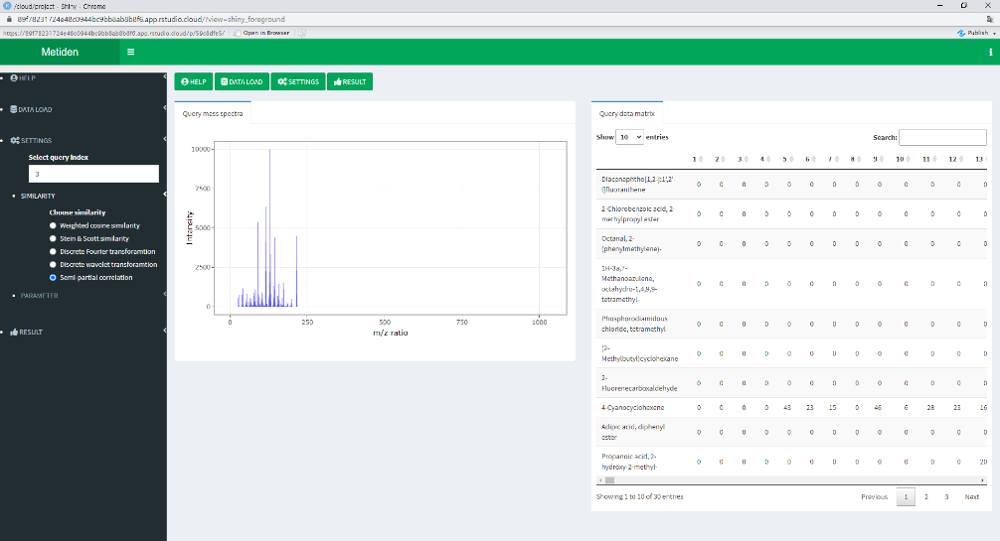 /cloud/project - Shiny - Chrome
89f78231724e48c0944bc9bb8ab8b8f6.app.rstudio.cloud/?view=shiny_foreground
https://89f78231724e48c0944bc9bb8ab8b8f6.app.rstudio.cloud/p/59c8dfe5/
Open in Browser
Publish
Metiden
HELP
DATA LOAD
SETTINGS
Select query index
3
SIMILARITY
Choose similarity
Weighted cosine similarity
Stein & Scott similarity
Discrete Fourier transforamtion
Discrete wavelet transforamtion
Semi-partial correlation
PARAMETER
RESULT
HELP DATA LOAD SETTINGS RESULT
Query mass spectra
10000
7500
5000
2500
0
Intensity
0 250 500 750 1000
m/z ratio
Query data matrix
Show 10 entries
Search:
1 2 3 4 5 6 7 8 9 10 11 12 13
Diacenaphtho[1,2-j:1',2'-
l]fluoranthene
0 0 0 0 0 0 0 0 0 0 0 0 0
2-Chlorobenzoic acid, 2-
methylpropyl ester
0 0 0 0 0 0 0 0 0 0 0 0 0
Octanal, 2-
(phenylmethylene)-
0 0 0 0 0 0 0 0 0 0 0 0 0
1H-3a,7-
Methanoazulene,
octahydro-1,4,9,9-
tetramethyl-
0 0 0 0 0 0 0 0 0 0 0 0 0
Phosphorodiamidous
chloride, tetramethyl-
0 0 0 0 0 0 0 0 0 0 0 0 0
(2-
Methylbutyl)cyclohexane
0 0 0 0 0 0 0 0 0 0 0 0 0
2-
Fluorenecarboxaldehyde
0 0 0 0 0 0 0 0 0 0 0 0 0
4-Cyanocyclohexene 0 0 0 0 43 23 15 0 46 6 28 23 16
Adipic acid, diphenyl
ester
0 0 0 0 0 0 0 0 0 0 0 0 0
Propanoic acid, 2-
hydroxy-2-methyl-
0 0 0 0 0 0 0 0 0 0 0 0 20
Showing 1 to 10 of 30 entries
Previous 1 2 3 Next